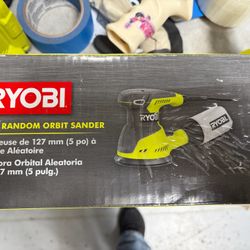 RYOBI
RANDOM ORBIT SANDER
euse de 127 mm (5 po) à
e Aléatoire
ora Orbital Aleatoria
7 mm (5 pulg.)
RYOBI
RYOBI